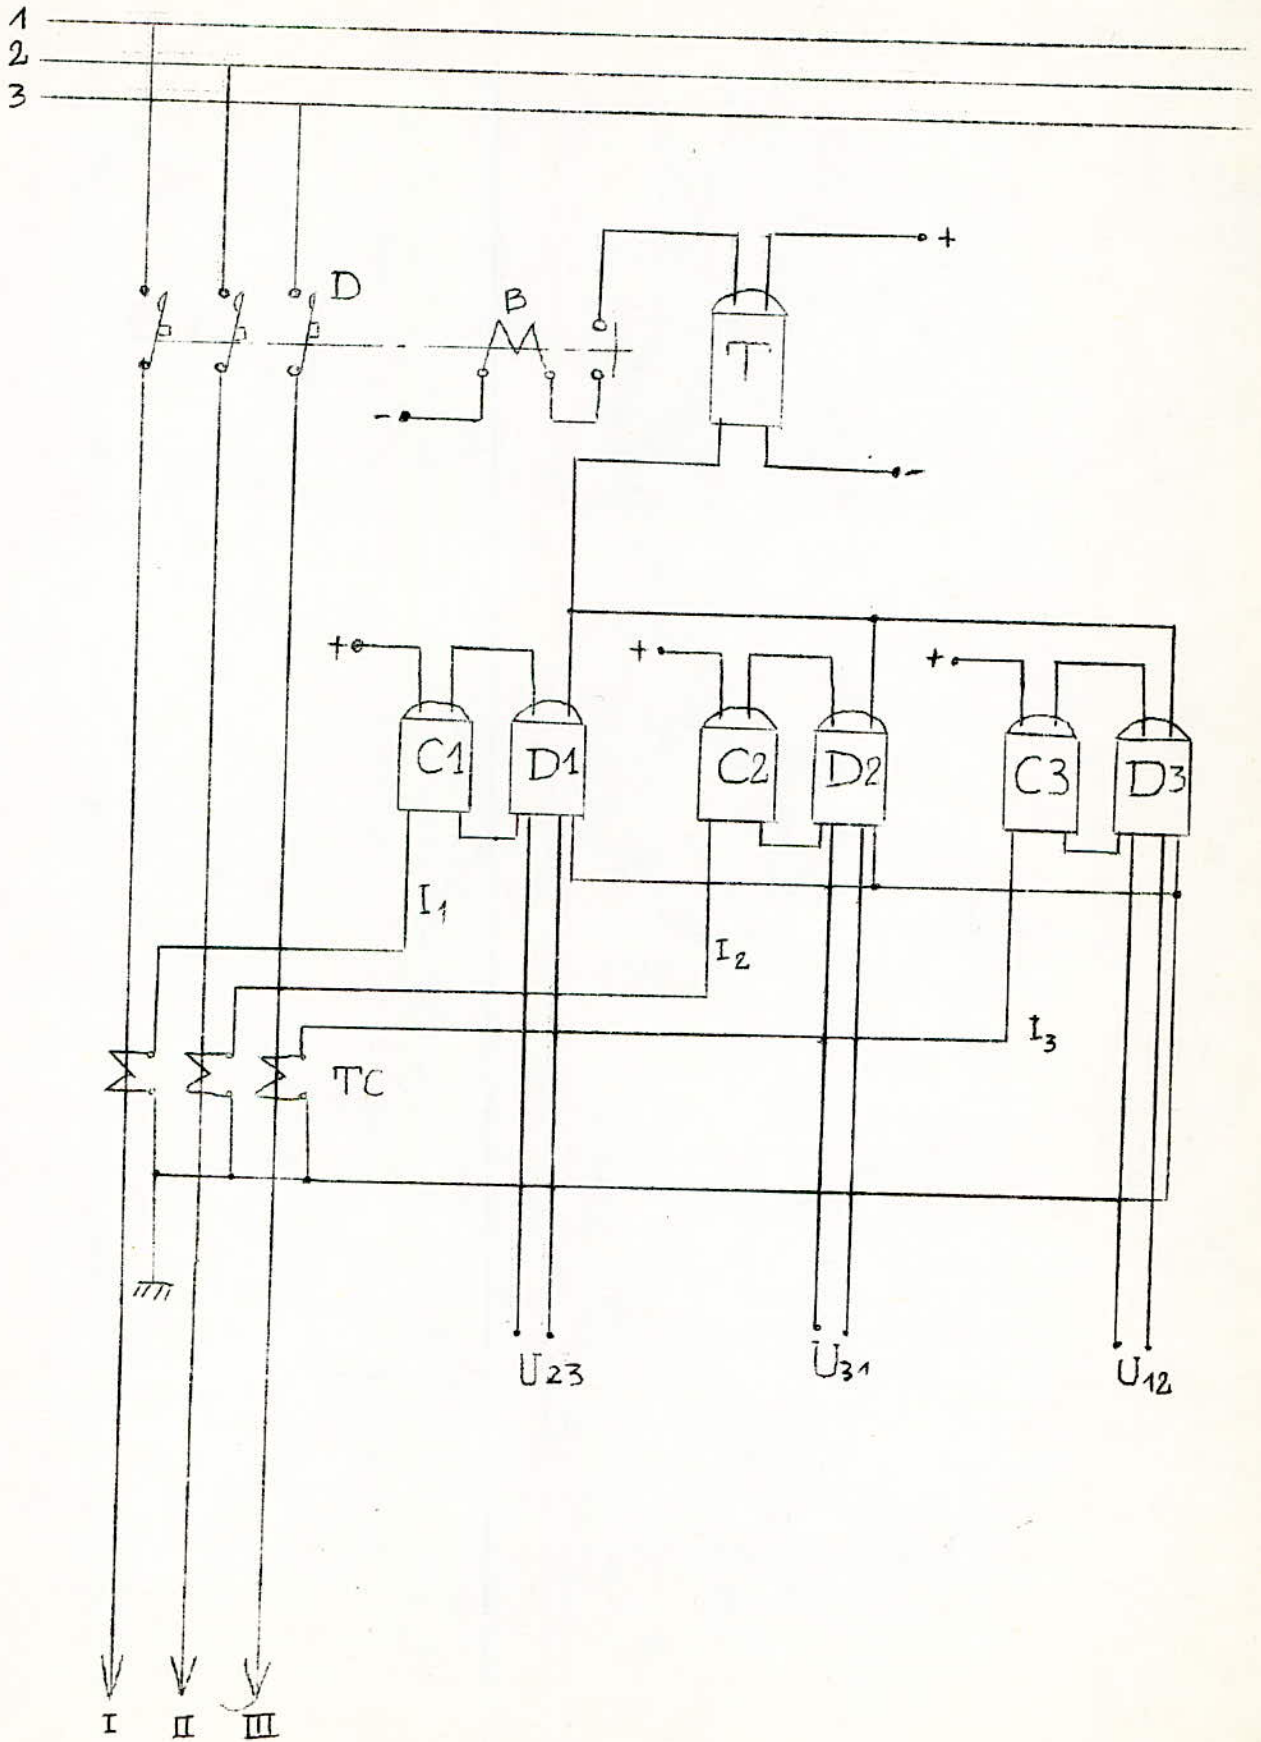 1
2
3
D
B
+
T
-
-
+
+
+
C1
D1
C2
D2
C3
D3
I1
I2
I3
TC
U23
U31
U12
I
II
III